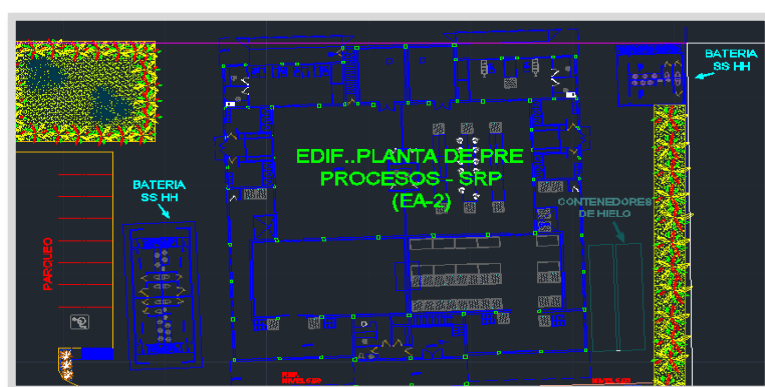 BATERIA
SS HH
EDIF..PLANTA DE PRE
PROCESOS - SRP
(EA-2)
BATERIA
SS HH
CONTENEDORES
DE HIELO
PARQUEO